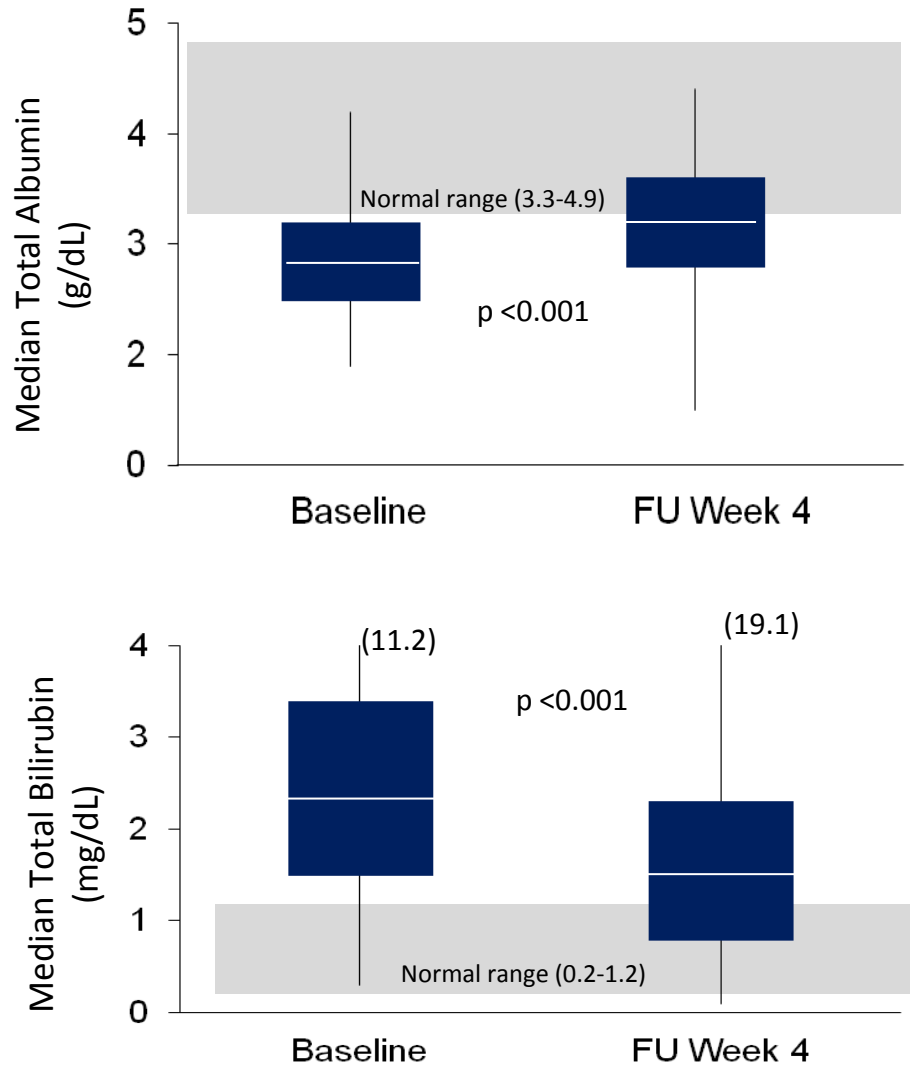 Median Total Albumin
(g/dL)
5
4
3
2
0
Normal range (3.3-4.9)
p <0.001
Baseline
FU Week 4
Median Total Bilirubin
(mg/dL)
4
3
2
1
0
(11.2)
(19.1)
p <0.001
Normal range (0.2-1.2)
Baseline
FU Week 4